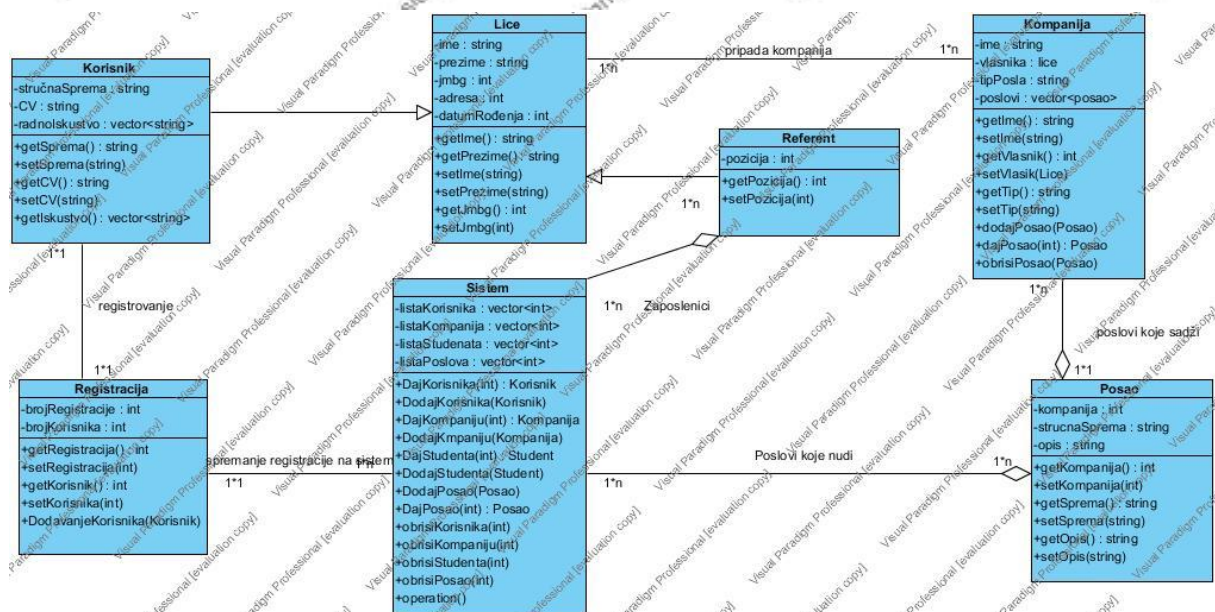 Korisnik
-stručnaSprema : string
-CV : string
-radnoIskustvo : vector<string>
+getSprema() : string
+setSprema(string)
+getCV() : string
+setCV(string)
+getIskustvo() : vector<string>
Lice
-ime : string
-prezime : string
-jmbg : int
-adresa : int
-datumRođenja : int
+getIme() : string
+getPrezime() : string
+setIme(string)
+setPrezime(string)
+getJmbg() : int
+setJmbg(int)
pripada kompanija
1*n
1*n
Kompanija
-ime : string
-vlasnika : lice
-tipPosla : string
-poslovi : vector<posao>
+getIme() : string
+setIme(string)
+getVlasnik() : int
+setVlasik(Lice)
+getTip() : string
+setTip(string)
+dodajPosao(Posao)
+dajPosao(int) : Posao
+obrisiPosao(Posao)
Referent
-pozicija : int
+getPozicija() : int
+setPozicija(int)
1*n
1*n
Zaposlenici
1*1
registrovanje
1*1
Registracija
-brojRegistracije : int
-brojKorisnika : int
+getRegistracija() : int
+setRegistracija(int)
+getKorisnik() : int
+setKorisnika(int)
+DodavanjeKorisnika(Korisnik)
spremanje registracije na sistem
1*n
1*1
Sistem
-listaKorisnika : vector<int>
-listaKompanija : vector<int>
-listaStudenata : vector<int>
-listaPoslova : vector<int>
+DajKorisnika(int) : Korisnik
+DodajKorisnika(Korisnik)
+DajKompaniju(int) : Kompanija
+DodajKmpaniju(Kompanija)
+DajStudenta(int) : Student
+DodajStudenta(Student)
+DodajPosao(Posao)
+DajPosao(int) : Posao
+obrisiKorisnika(int)
+obrisiKompaniju(int)
+obrisiStudenta(int)
+obrisiPosao(int)
+operation()
Poslovi koje nudi
1*n
1*n
1*n
poslovi koje sadži
1*1
Posao
-kompanija : int
-strucnaSprema : string
-opis : string
+getKompanija() : int
+setKompanija(int)
+getSprema() : string
+setSprema(string)
+getOpis() : string
+setOpis(string)
Visual Paradigm Professional [evaluation copy]